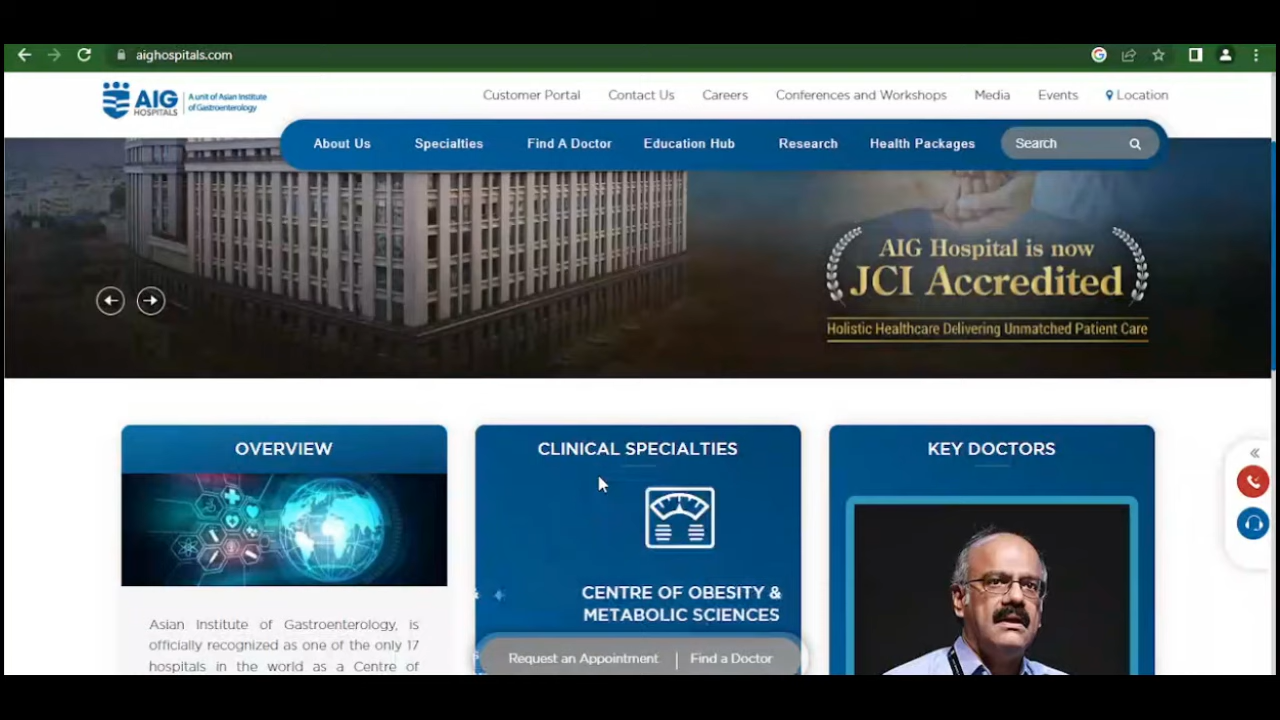 aighospitals.com
AIG
HOSPITALS
A unit of Asian Institute
of Gastroenterology
Customer Portal
Contact Us
Careers
Conferences and Workshops
Media
Events
Location
About Us
Specialties
Find A Doctor
Education Hub
Research
Health Packages
Search
AIG Hospital is now
JCI Accredited
Holistic Healthcare Delivering Unmatched Patient Care
OVERVIEW
Asian Institute of Gastroenterology, is
officially recognized as one of the only 17
hospitals in the world as a Centre of
CLINICAL SPECIALTIES
CENTRE OF OBESITY &
METABOLIC SCIENCES
KEY DOCTORS
Request an Appointment | Find a Doctor